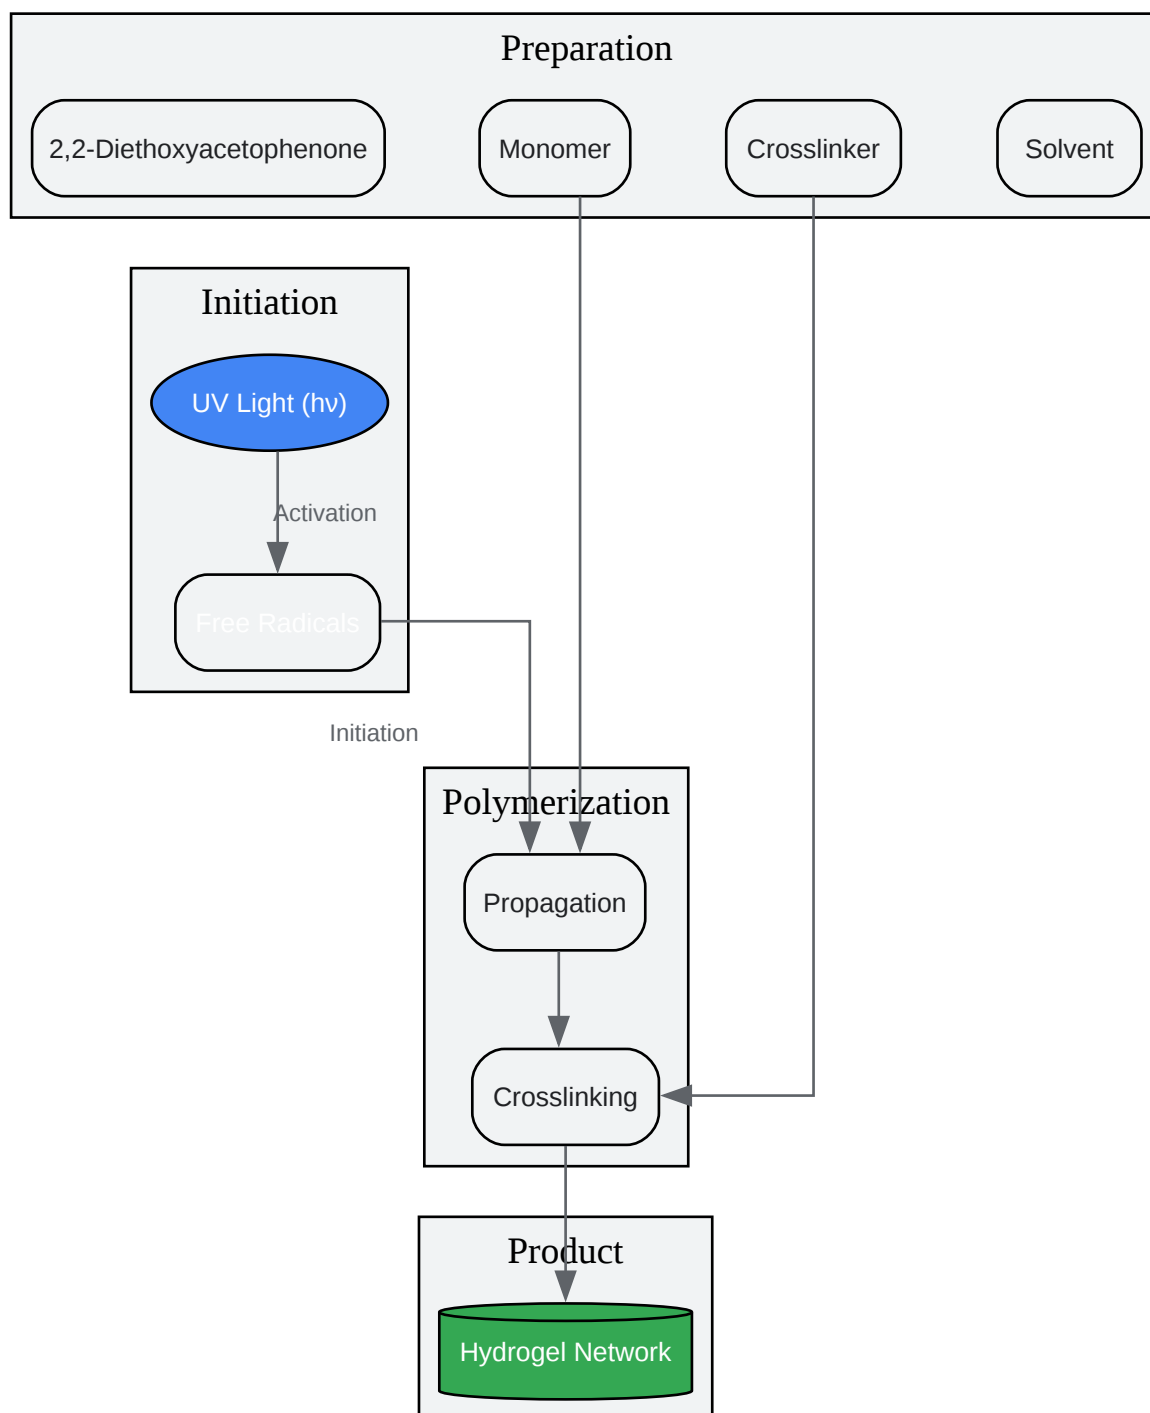 Preparation
2,2-Diethoxyacetophenone
Monomer
Crosslinker
Solvent
Initiation
UV Light (hν)
Activation
Free Radicals
Initiation
Polymerization
Propagation
Crosslinking
Product
Hydrogel Network